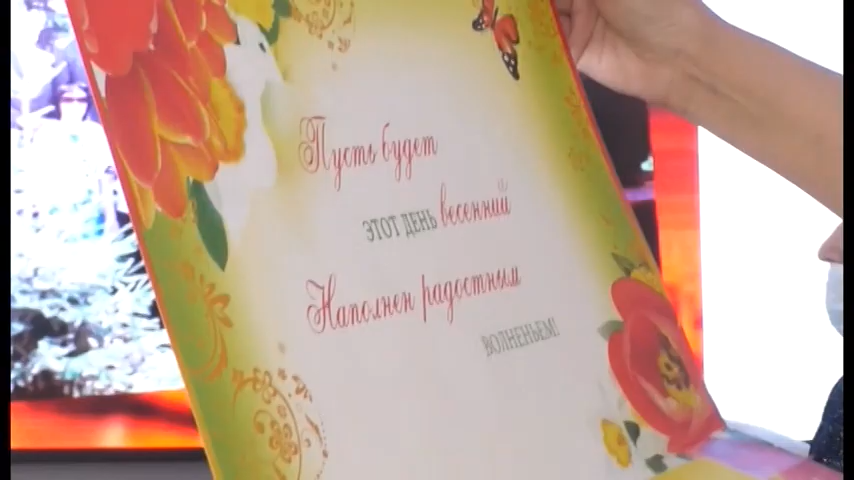 Пусть будет
ЭТОТ ДЕНЬ весенний
Наполнен радостным
ВОЛНЕНЬЕМ!